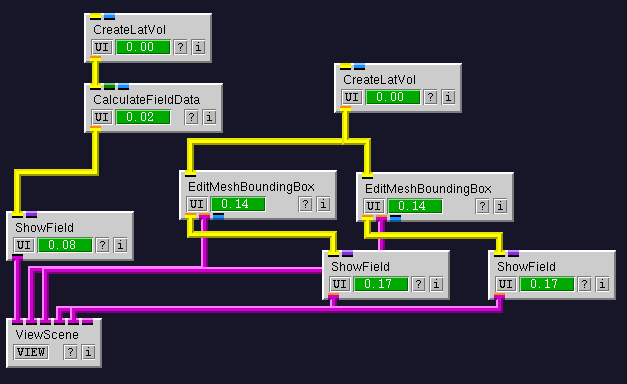 CreateLatVol
UI 0.00 ? i
CreateLatVol
UI 0.00 ? i
CalculateFieldData
UI 0.02 ? i
EditMeshBoundingBox
UI 0.14 ? i
EditMeshBoundingBox
UI 0.14 ? i
ShowField
UI 0.08 ? i
ShowField
UI 0.17 ? i
ShowField
UI 0.17 ? i
ViewScene
VIEW ? i